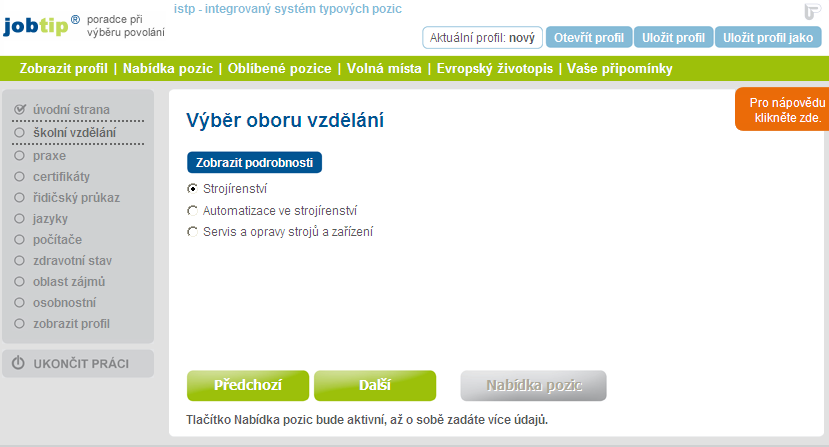 jobtip® poradce při
výběru povolání
istp - integrovaný systém typových pozic
Aktuální profil: nový Otevřít profil Uložit profil Uložit profil jako
Zobrazit profil | Nabídka pozic | Oblíbené pozice | Volná místa | Evropský životopis | Vaše připomínky
úvodní strana
školní vzdělání
praxe
certifikáty
řidičský průkaz
jazyky
počítače
zdravotní stav
oblast zájmů
osobnostní
zobrazit profil
UKONČIT PRÁCI
Výběr oboru vzdělání
Pro nápovědu
klikněte zde.
Zobrazit podrobnosti
Strojírenství
Automatizace ve strojírenství
Servis a opravy strojů a zařízení
Předchozí Další Nabídka pozic
Tlačítko Nabídka pozic bude aktivní, až o sobě zadáte více údajů.